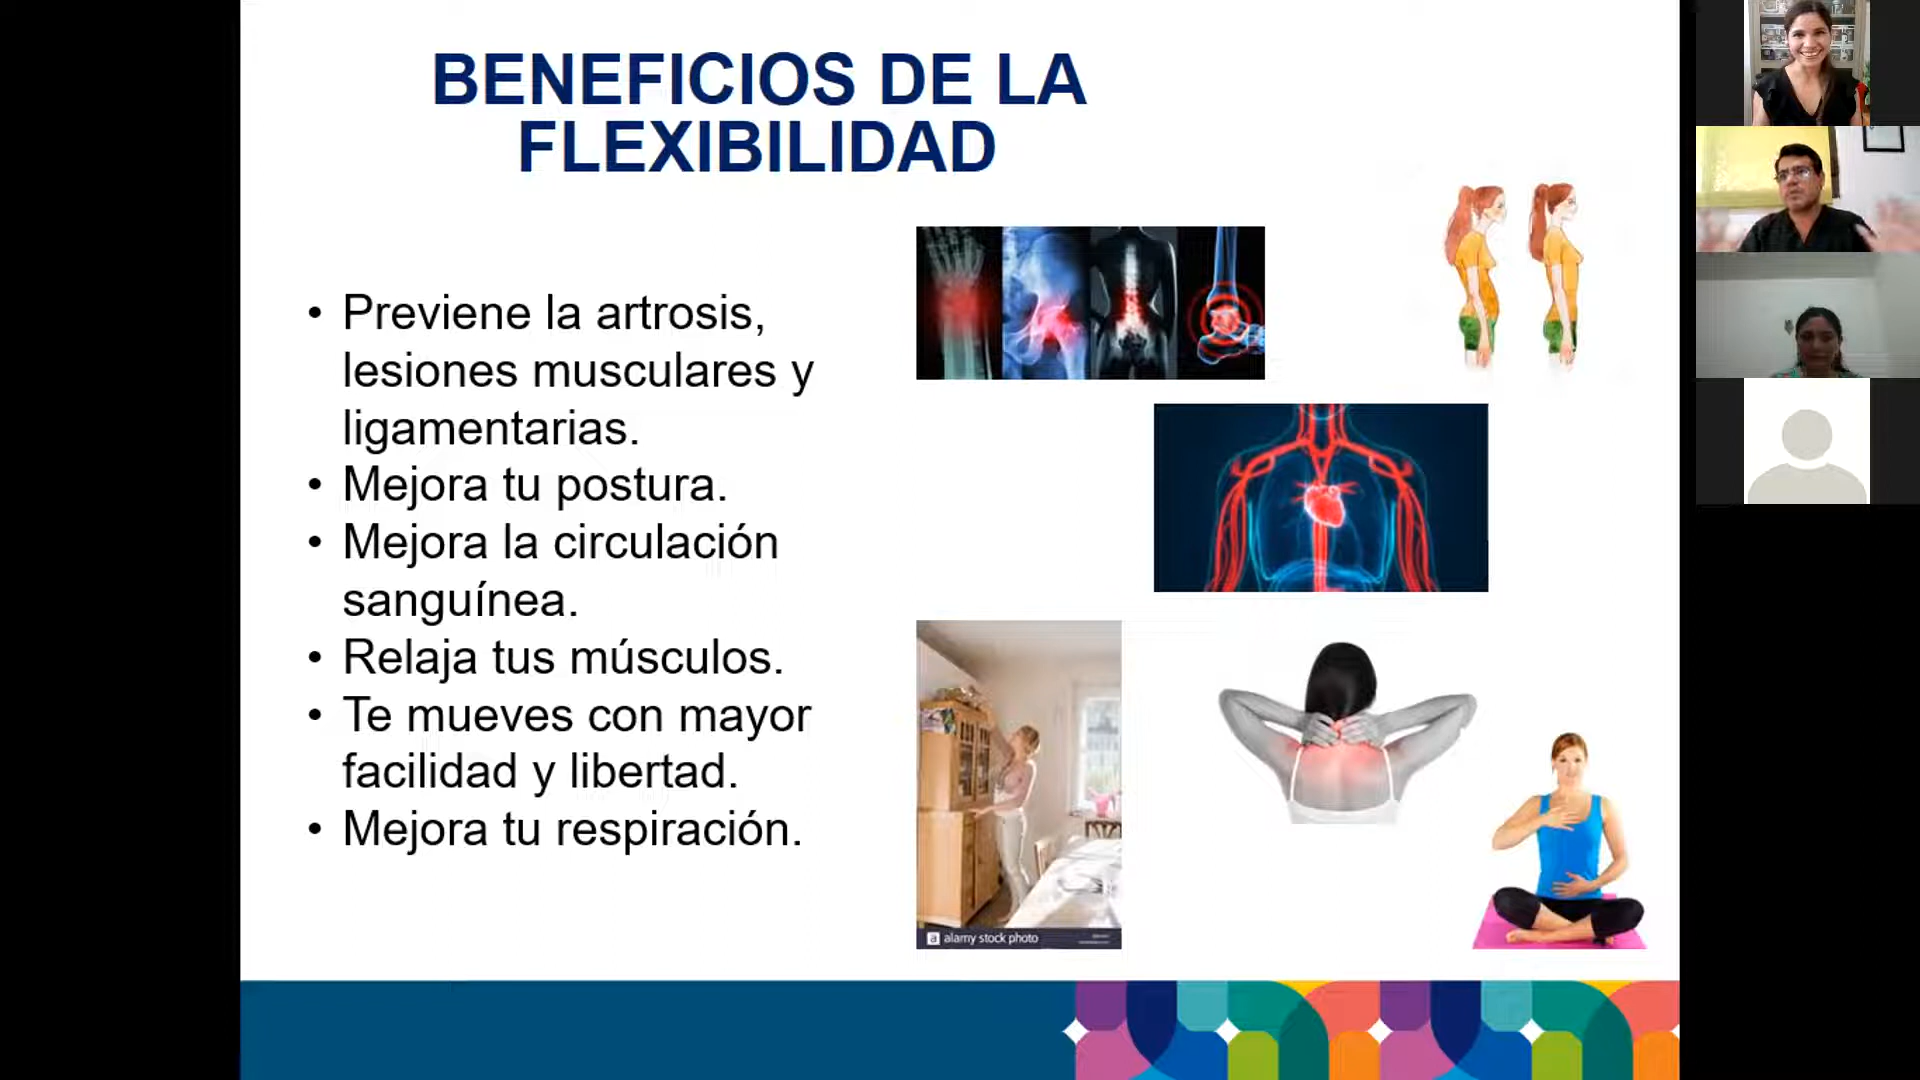 BENEFICIOS DE LA
FLEXIBILIDAD
• Previene la artrosis,
lesiones musculares y
ligamentarias.
• Mejora tu postura.
• Mejora la circulación
sanguínea.
• Relaja tus músculos.
• Te mueves con mayor
facilidad y libertad.
• Mejora tu respiración.
a alamy stock photo